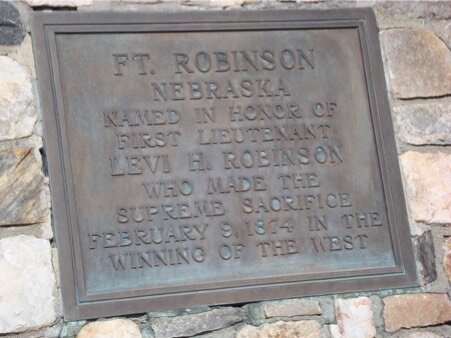 FT. ROBINSON
NEBRASKA
NAMED IN HONOR OF
FIRST LIEUTENANT
LEVI H. ROBINSON
WHO MADE THE
SUPREME SACRIFICE
FEBRUARY 9, 1874 IN THE
WINNING OF THE WEST